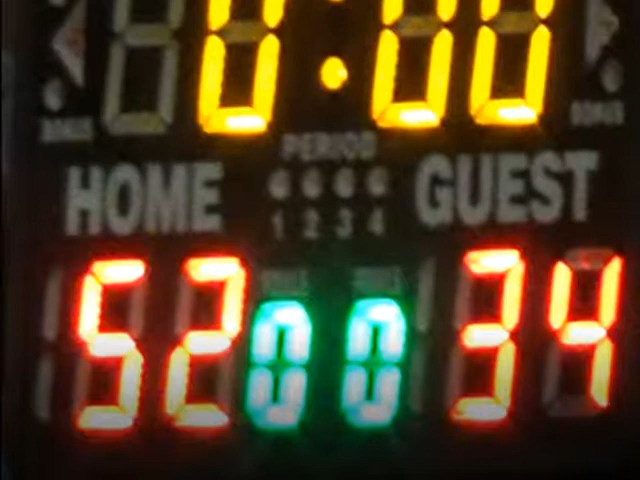 0:00
BONUS BONUS
PERIOD
HOME GUEST
1 2 3 4
52 0 0 34